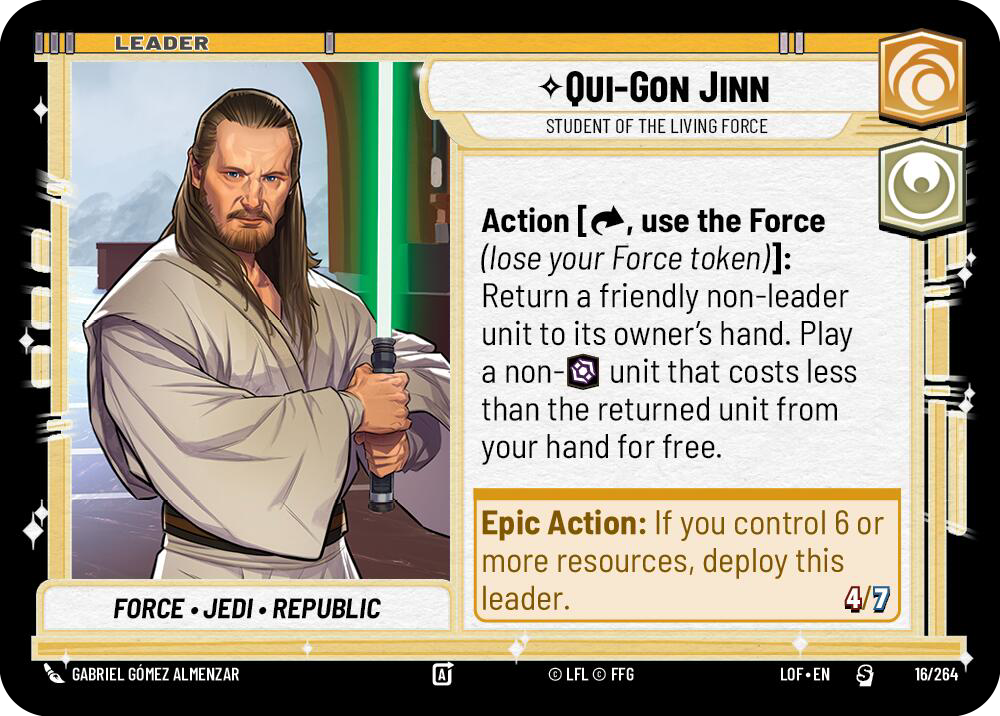 LEADER
QUI-GON JINN
STUDENT OF THE LIVING FORCE
Action [, use the Force
(lose your Force token)]:
Return a friendly non-leader
unit to its owner's hand. Play
a non- unit that costs less
than the returned unit from
your hand for free.
Epic Action: If you control 6 or
more resources, deploy this
leader.
4/7
FORCE • JEDI • REPUBLIC
GABRIEL GÓMEZ ALMENZAR
A
© LFL © FFG
LOF • EN
S
16/264